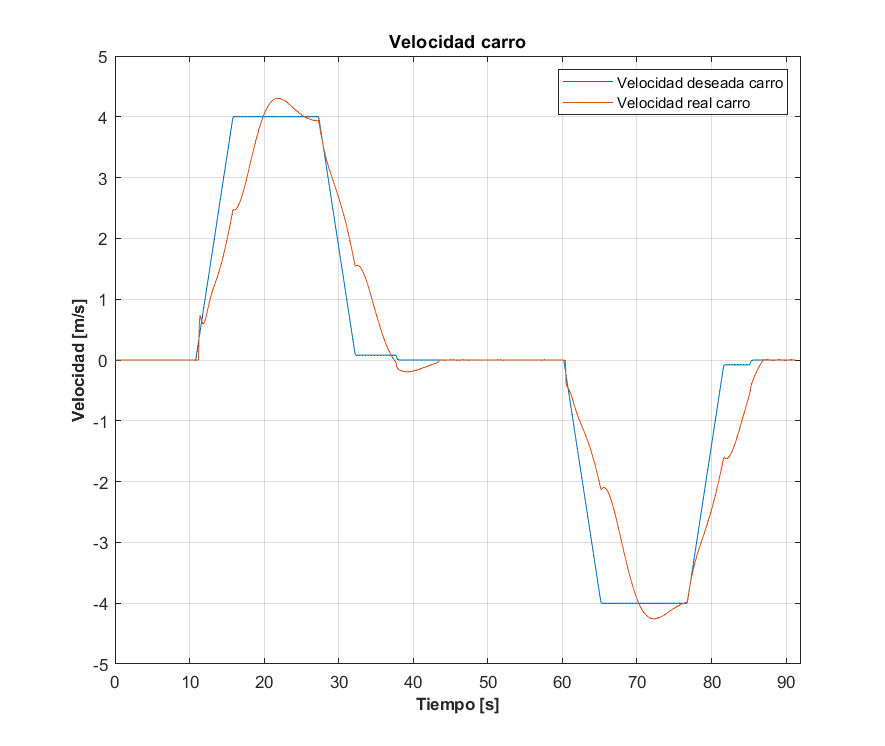 Velocidad carro
Velocidad deseada carro
Velocidad real carro
Velocidad [m/s]
5
4
3
2
1
0
-1
-2
-3
-4
-5
0 10 20 30 40 50 60 70 80 90
Tiempo [s]